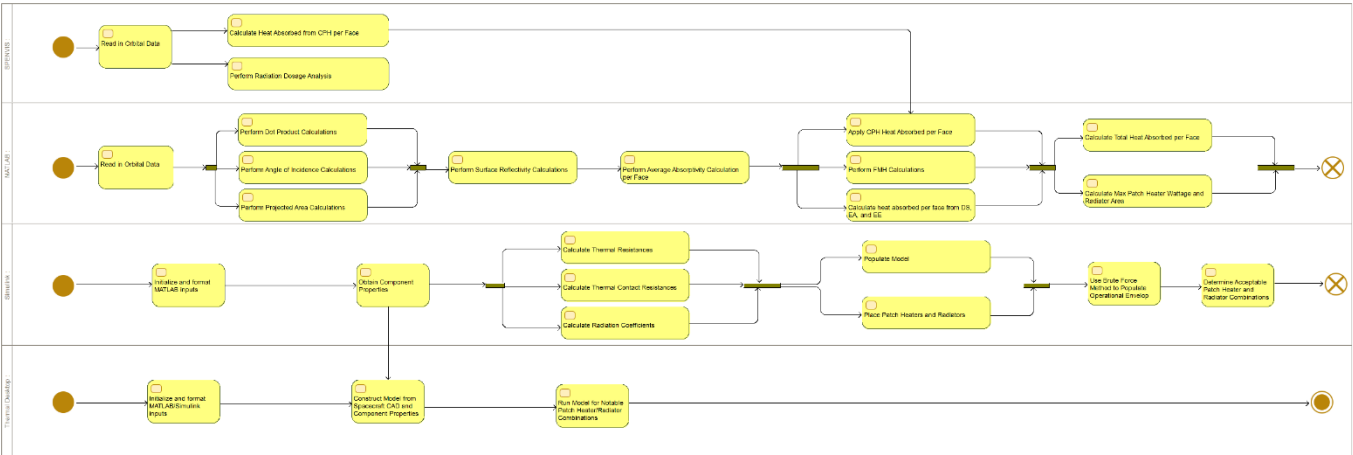 SPENVIS
Read in Orbital Data
Calculate Heat Absorbed from CPH per Face
Perform Radiation Dosage Analysis
MATLAB
Read in Orbital Data
Perform Dot Product Calculations
Perform Angle of Incidence Calculations
Perform Projected Area Calculations
Perform Surface Reflectivity Calculations
Perform Average Absorptivity Calculation
per Face
Apply CPH Heat Absorbed per Face
Perform FMH Calculations
Calculate heat absorbed per face from DS,
EA, and EE
Calculate Total Heat Absorbed per Face
Calculate Max Patch Heater Wattage and
Radiator Area
Simulink
Initialize and format
MATLAB Inputs
Obtain Component
Properties
Calculate Thermal Resistances
Calculate Thermal Contact Resistances
Calculate Radiation Coefficients
Populate Model
Place Patch Heaters and Radiators
Use Brute Force
Method to Populate
Operational Envelop
Determine Acceptable
Patch Heater and
Radiator Combinations
Thermal Desktop
Initialize and format
MATLAB/Simulink
Inputs
Construct Model from
Spacecraft CAD and
Component Properties
Run Model for Notable
Patch Heater/Radiator
Combinations